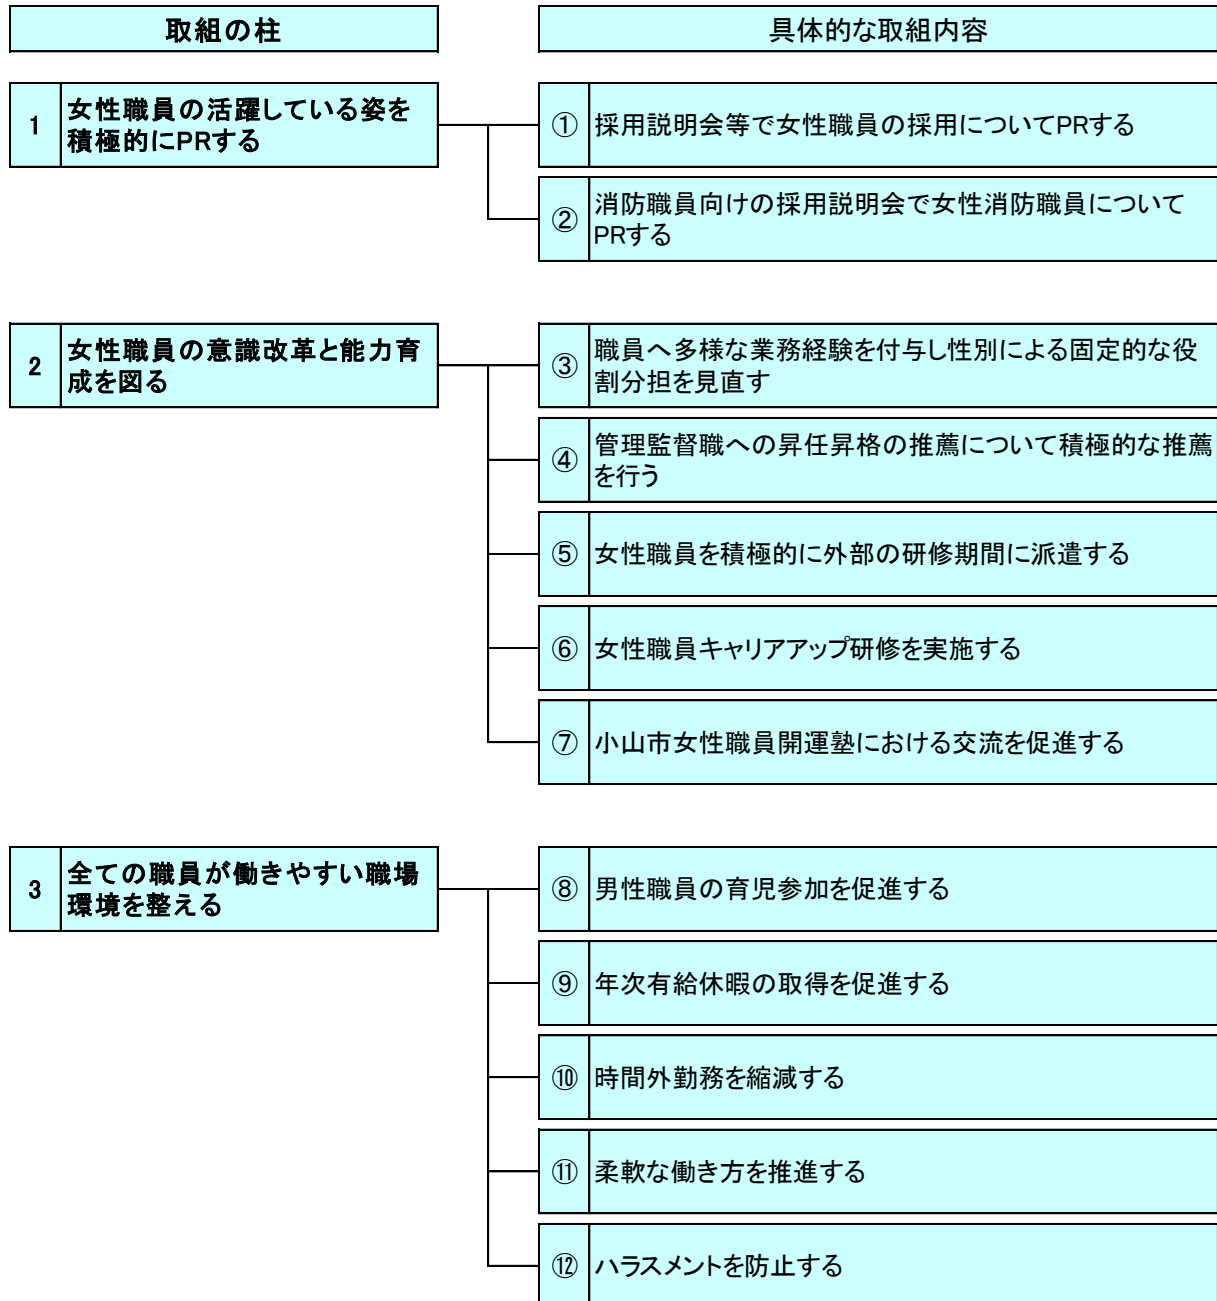 取組の柱
具体的な取組内容
1
女性職員の活躍している姿を
積極的にPRする
①
採用説明会等で女性職員の採用についてPRする
②
消防職員向けの採用説明会で女性消防職員について
PRする
2
女性職員の意識改革と能力育
成を図る
③
職員へ多様な業務経験を付与し性別による固定的な役
割分担を見直す
④
管理監督職への昇任昇格の推薦について積極的な推薦
を行う
⑤
女性職員を積極的に外部の研修期間に派遣する
⑥
女性職員キャリアアップ研修を実施する
⑦
小山市女性職員開運塾における交流を促進する
3
全ての職員が働きやすい職場
環境を整える
⑧
男性職員の育児参加を促進する
⑨
年次有給休暇の取得を促進する
⑩
時間外勤務を縮減する
⑪
柔軟な働き方を推進する
⑫
ハラスメントを防止する